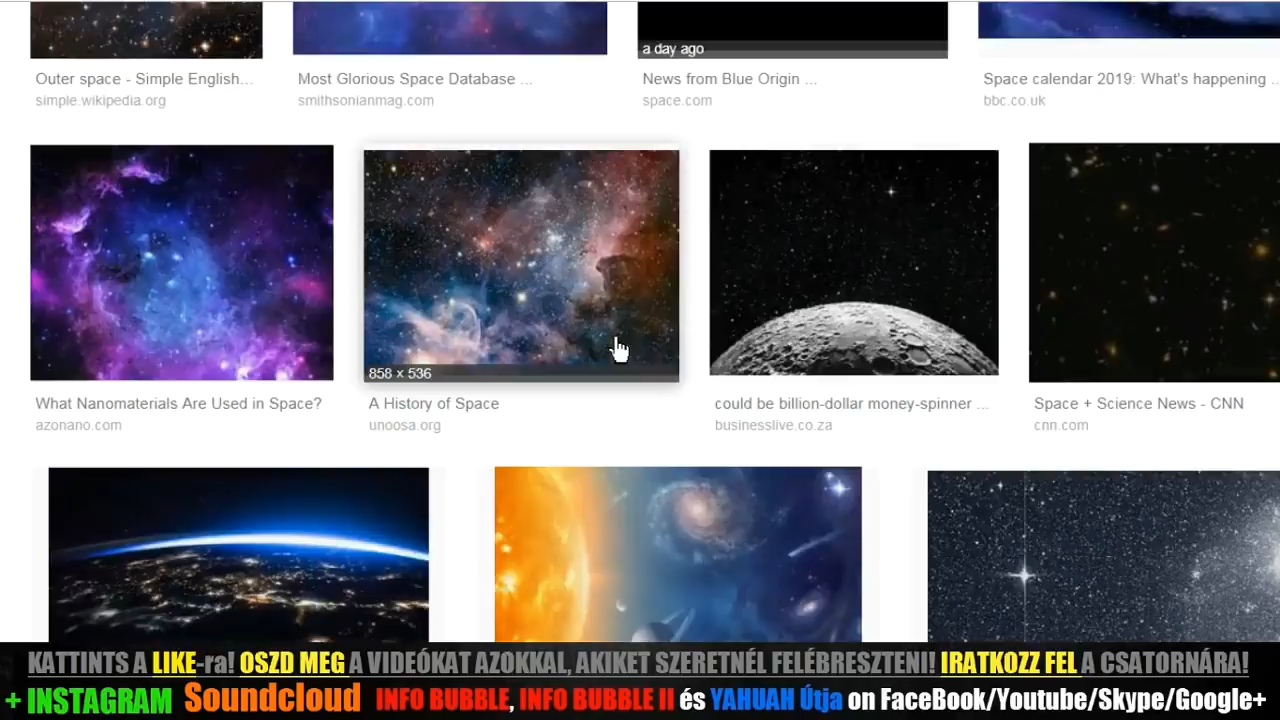 a day ago
Outer space - Simple English...
Most Glorious Space Database ...
News from Blue Origin ...
Space calendar 2019: What's happening ...
simple.wikipedia.org
smithsonianmag.com
space.com
bbc.co.uk
858 × 536
What Nanomaterials Are Used in Space?
A History of Space
could be billion-dollar money-spinner ...
Space + Science News - CNN
azonano.com
unoosa.org
businesslive.co.za
cnn.com
KATTINTS A LIKE-ra! OSZD MEG A VIDEÓKAT AZOKKAL, AKIKET SZERETNÉL FELÉBRESZTENI! IRATKOZZ FEL A CSATORNÁRA!
+ INSTAGRAM Soundcloud INFO BUBBLE, INFO BUBBLE II és YAHUAH Útja on FaceBook/Youtube/Skype/Google+